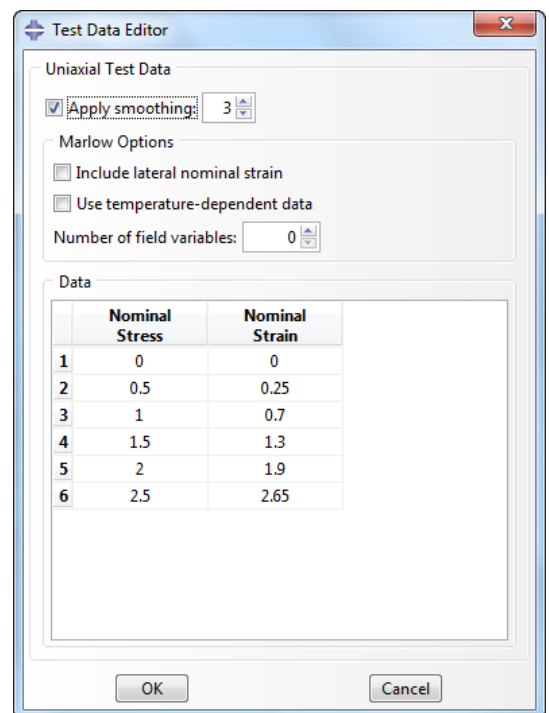 Test Data Editor
Uniaxial Test Data
Apply smoothing: 3
Marlow Options
Include lateral nominal strain
Use temperature-dependent data
Number of field variables: 0
Data
Nominal Stress Nominal Strain
1 0 0
2 0.5 0.25
3 1 0.7
4 1.5 1.3
5 2 1.9
6 2.5 2.65
OK Cancel